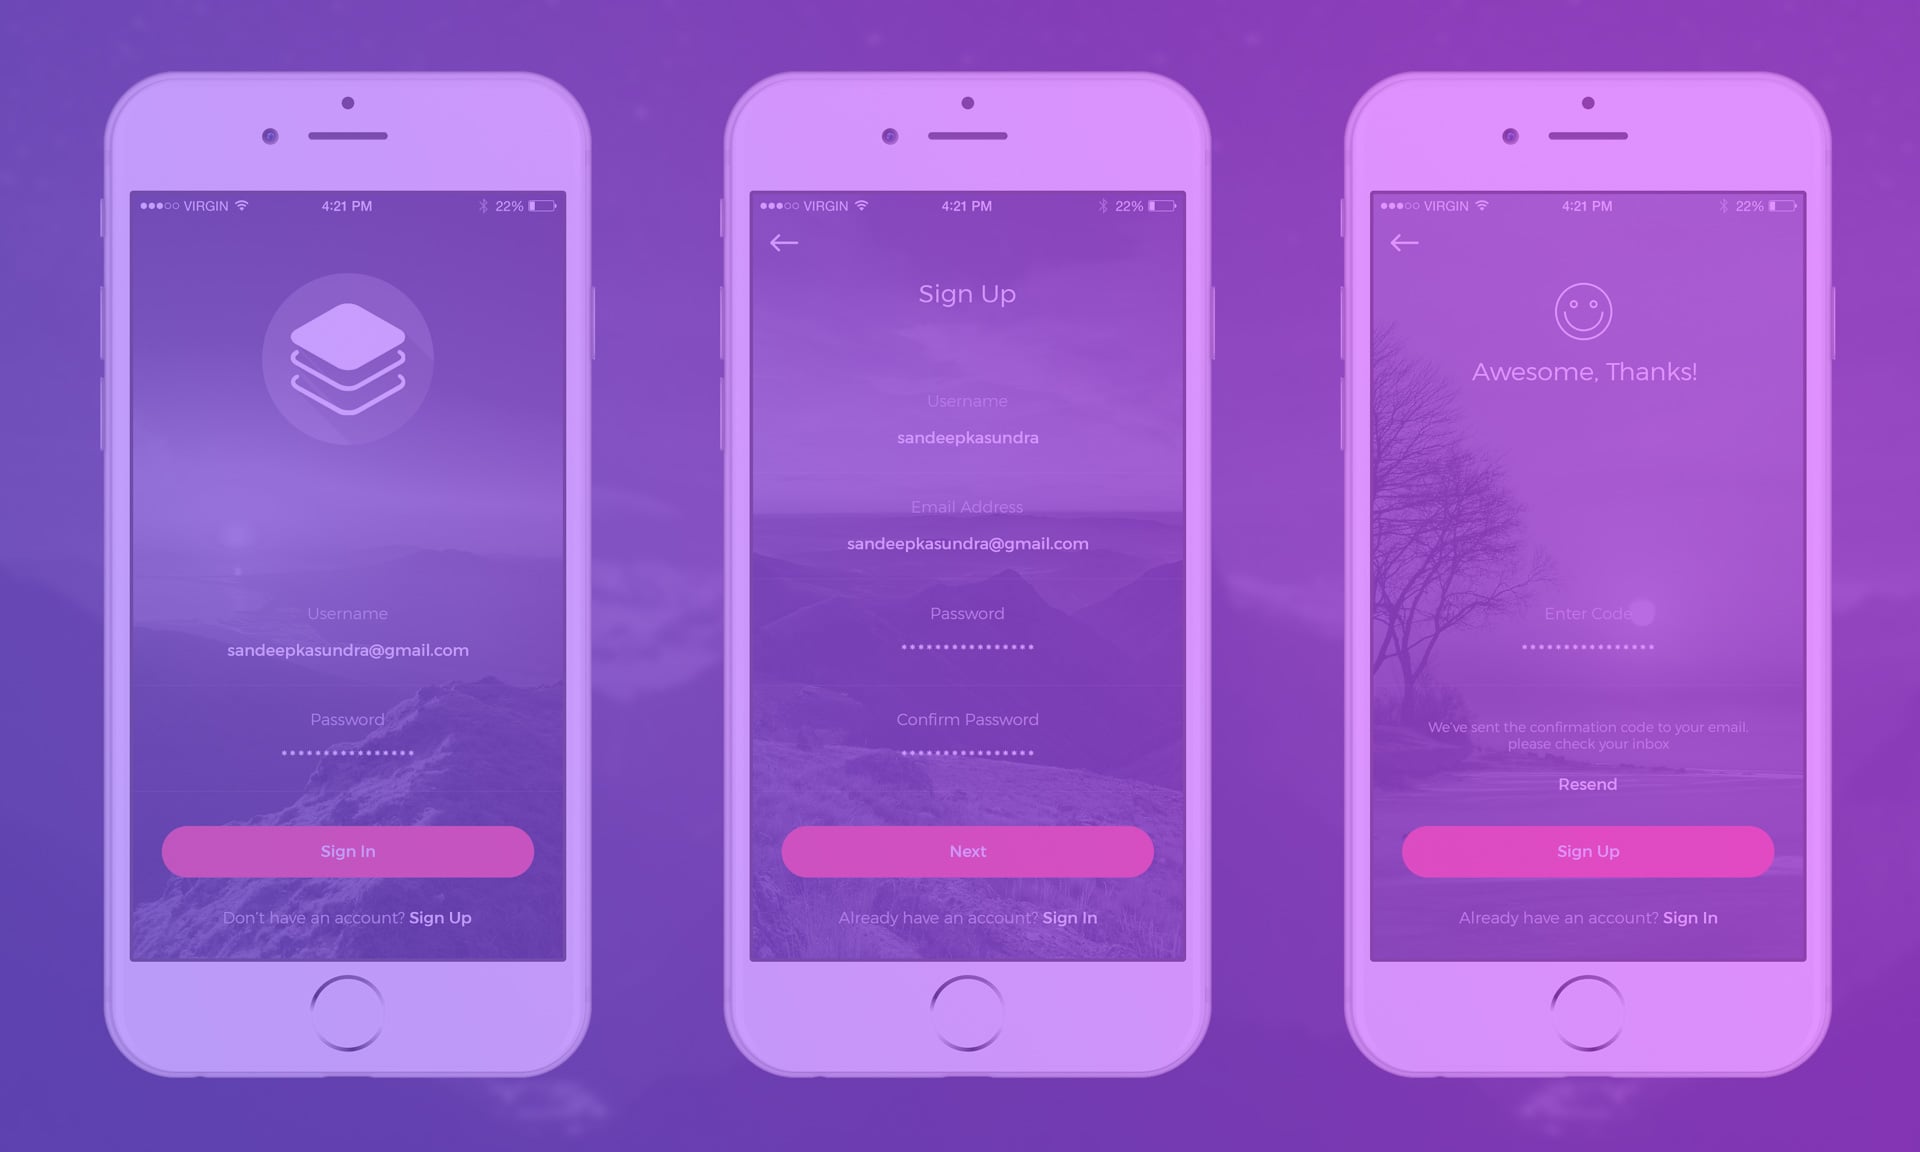 VIRGIN 4:21 PM 22%
Username
sandeepkasundra@gmail.com
Password
****************
Sign In
Don't have an account? Sign Up
VIRGIN 4:21 PM 22%
Sign Up
Username
sandeepkasundra
Email Address
sandeepkasundra@gmail.com
Password
****************
Confirm Password
****************
Next
Already have an account? Sign In
VIRGIN 4:21 PM 22%
Awesome, Thanks!
Enter Code
****************
We've sent the confirmation code to your email.
please check your inbox
Resend
Sign Up
Already have an account? Sign In